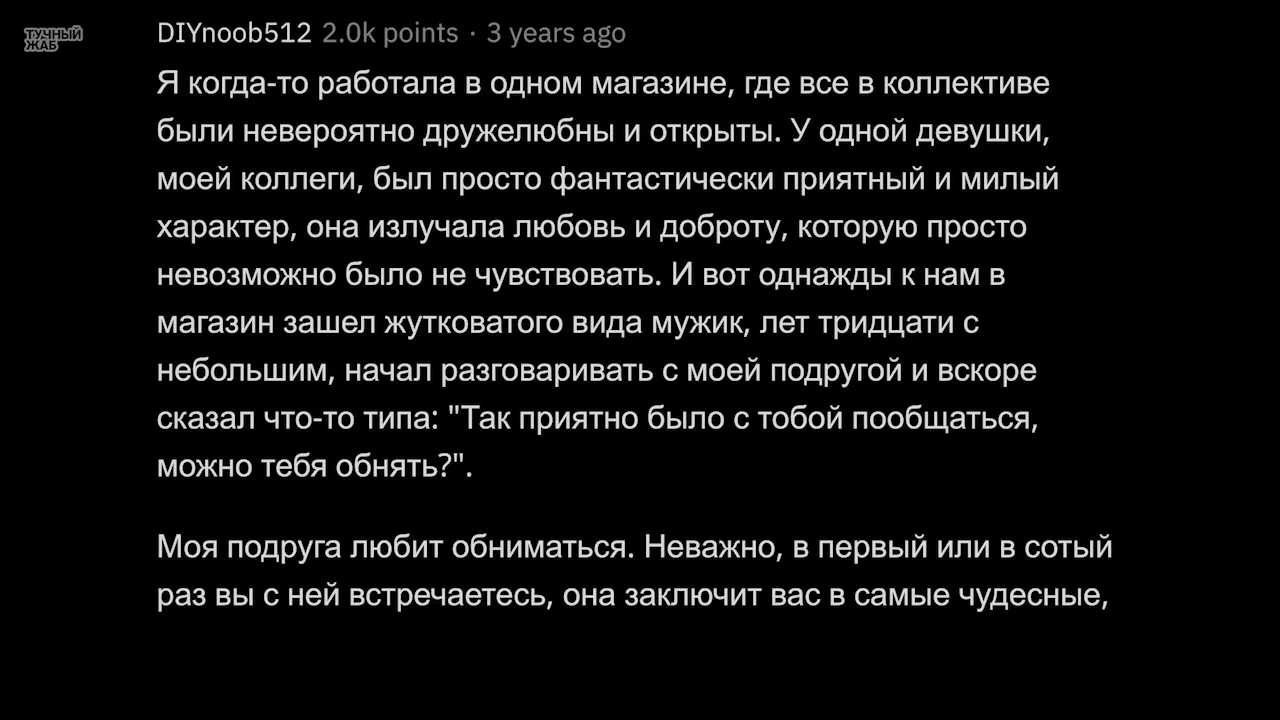 ТУЧНЫЙ
ЖАБ
DIYnoob512 2.0k points · 3 years ago
Я когда-то работала в одном магазине, где все в коллективе
были невероятно дружелюбны и открыты. У одной девушки,
моей коллеги, был просто фантастически приятный и милый
характер, она излучала любовь и доброту, которую просто
невозможно было не чувствовать. И вот однажды к нам в
магазин зашел жутковатого вида мужик, лет тридцати с
небольшим, начал разговаривать с моей подругой и вскоре
сказал что-то типа: "Так приятно было с тобой пообщаться,
можно тебя обнять?".
Моя подруга любит обниматься. Неважно, в первый или в сотый
раз вы с ней встречаетесь, она заключит вас в самые чудесные,